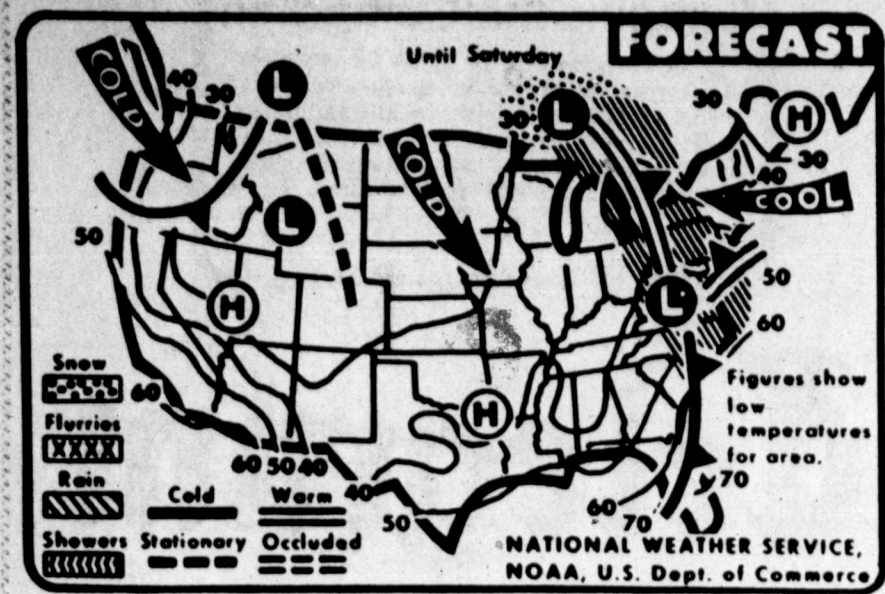 FORECAST
Until Saturday
COLD
40
30
L
30
L
30
H
30
40
COOL
COLD
L
50
H
L
50
60
Snow
60
Flurries
Rain
Showers
60 50 40
40
50
H
Figures show
low
temperatures
for area.
70
60
70
Cold
Warm
Stationary
Occluded
NATIONAL WEATHER SERVICE,
NOAA, U.S. Dept. of Commerce